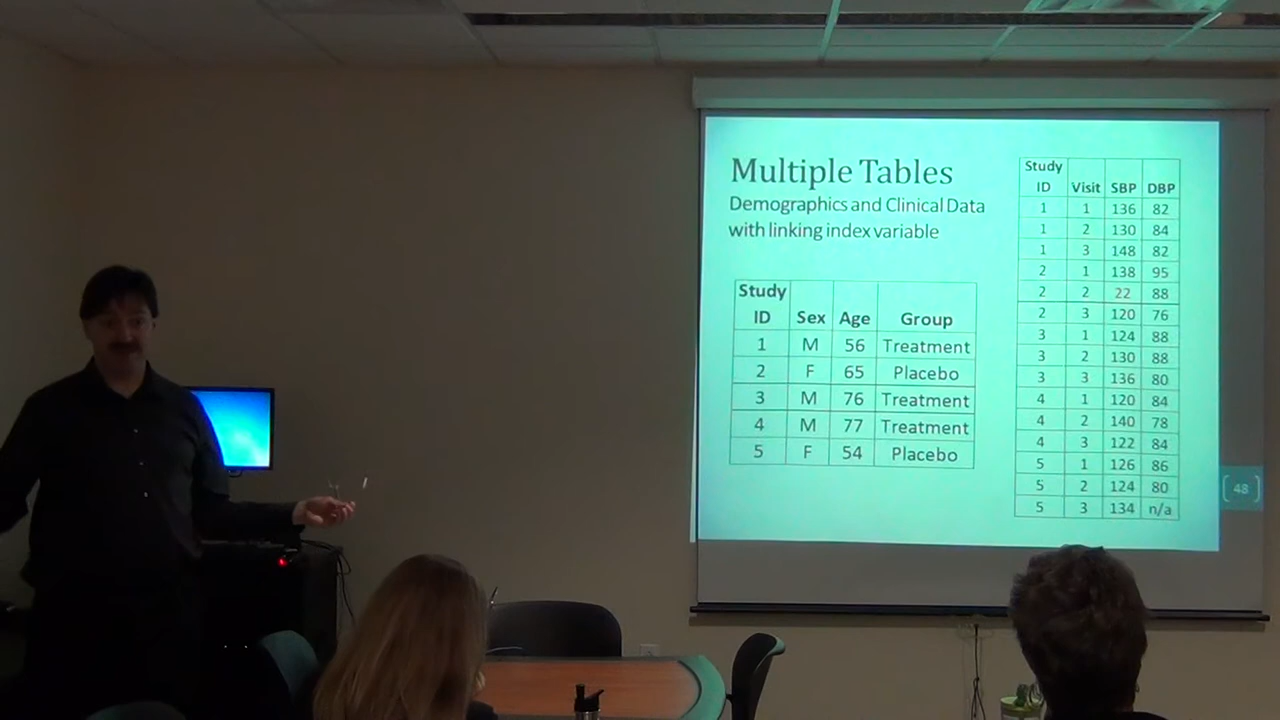 Multiple Tables
Demographics and Clinical Data
with linking index variable
Study
ID Sex Age Group
1 M 56 Treatment
2 F 65 Placebo
3 M 76 Treatment
4 M 77 Treatment
5 F 54 Placebo
Study
ID Visit SBP DBP
1 1 136 82
1 2 130 84
1 3 148 82
2 1 138 95
2 2 22 88
2 3 120 76
3 1 124 88
3 2 130 88
3 3 136 80
4 1 120 84
4 2 140 78
4 3 122 84
5 1 126 86
5 2 124 80
5 3 134 n/a
48